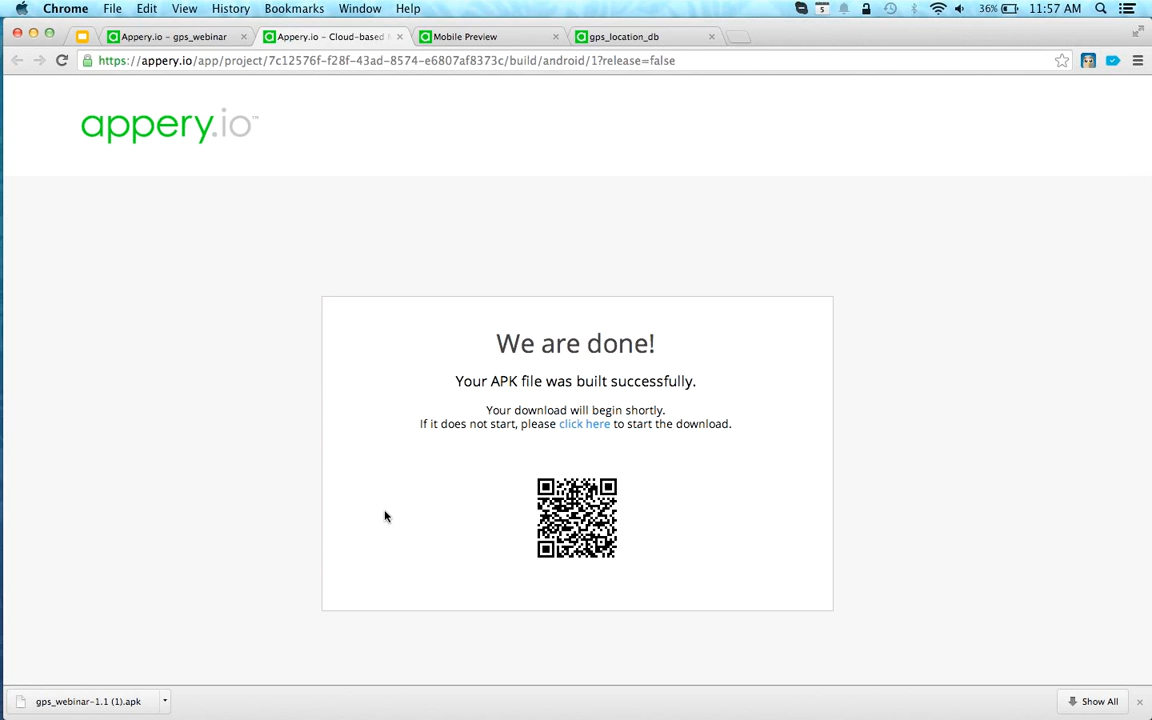 Chrome File Edit View History Bookmarks Window Help 5 36% 11:57 AM
Appery.io – gps_webinar Appery.io – Cloud-based Mobile Preview gps_location_db
https://appery.io/app/project/7c12576f-f28f-43ad-8574-e6807af8373c/build/android/1?release=false
appery.io™
We are done!
Your APK file was built successfully.
Your download will begin shortly.
If it does not start, please click here to start the download.
gps_webinar-1.1 (1).apk Show All